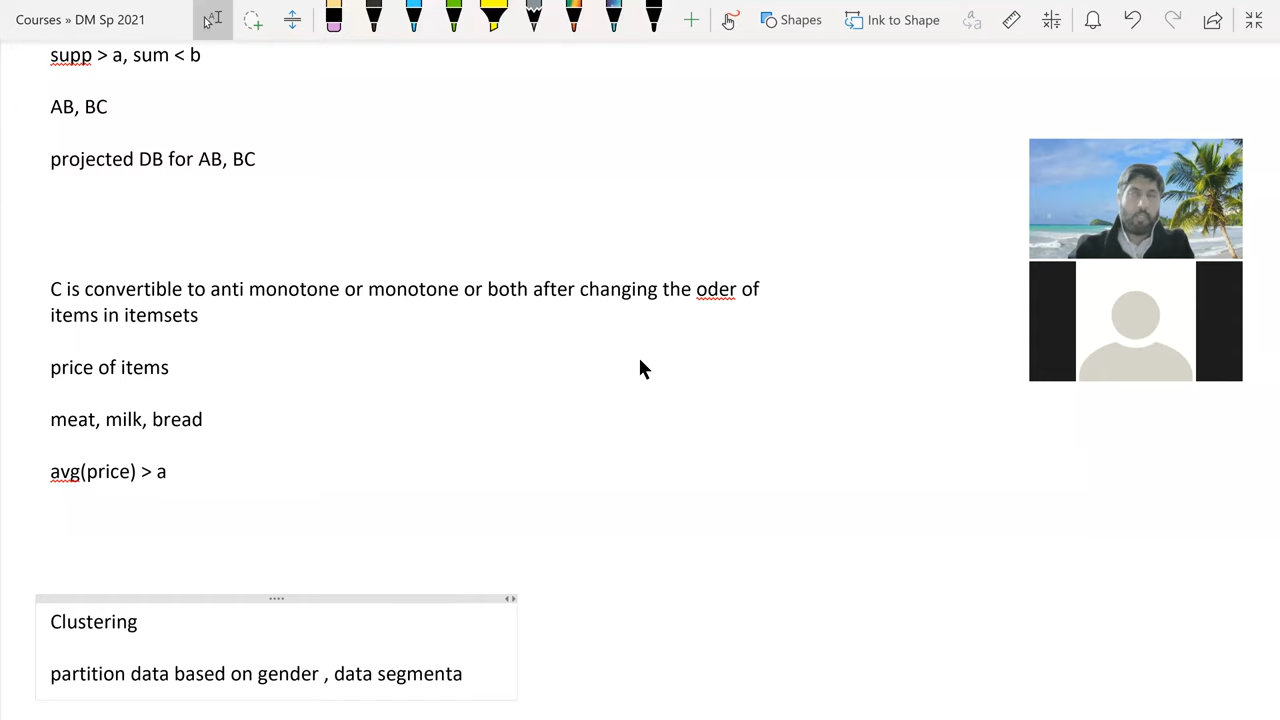 Courses » DM Sp 2021
Shapes
Ink to Shape
supp > a, sum < b
AB, BC
projected DB for AB, BC
C is convertible to anti monotone or monotone or both after changing the oder of
items in itemsets
price of items
meat, milk, bread
avg(price) > a
Clustering
partition data based on gender , data segmenta